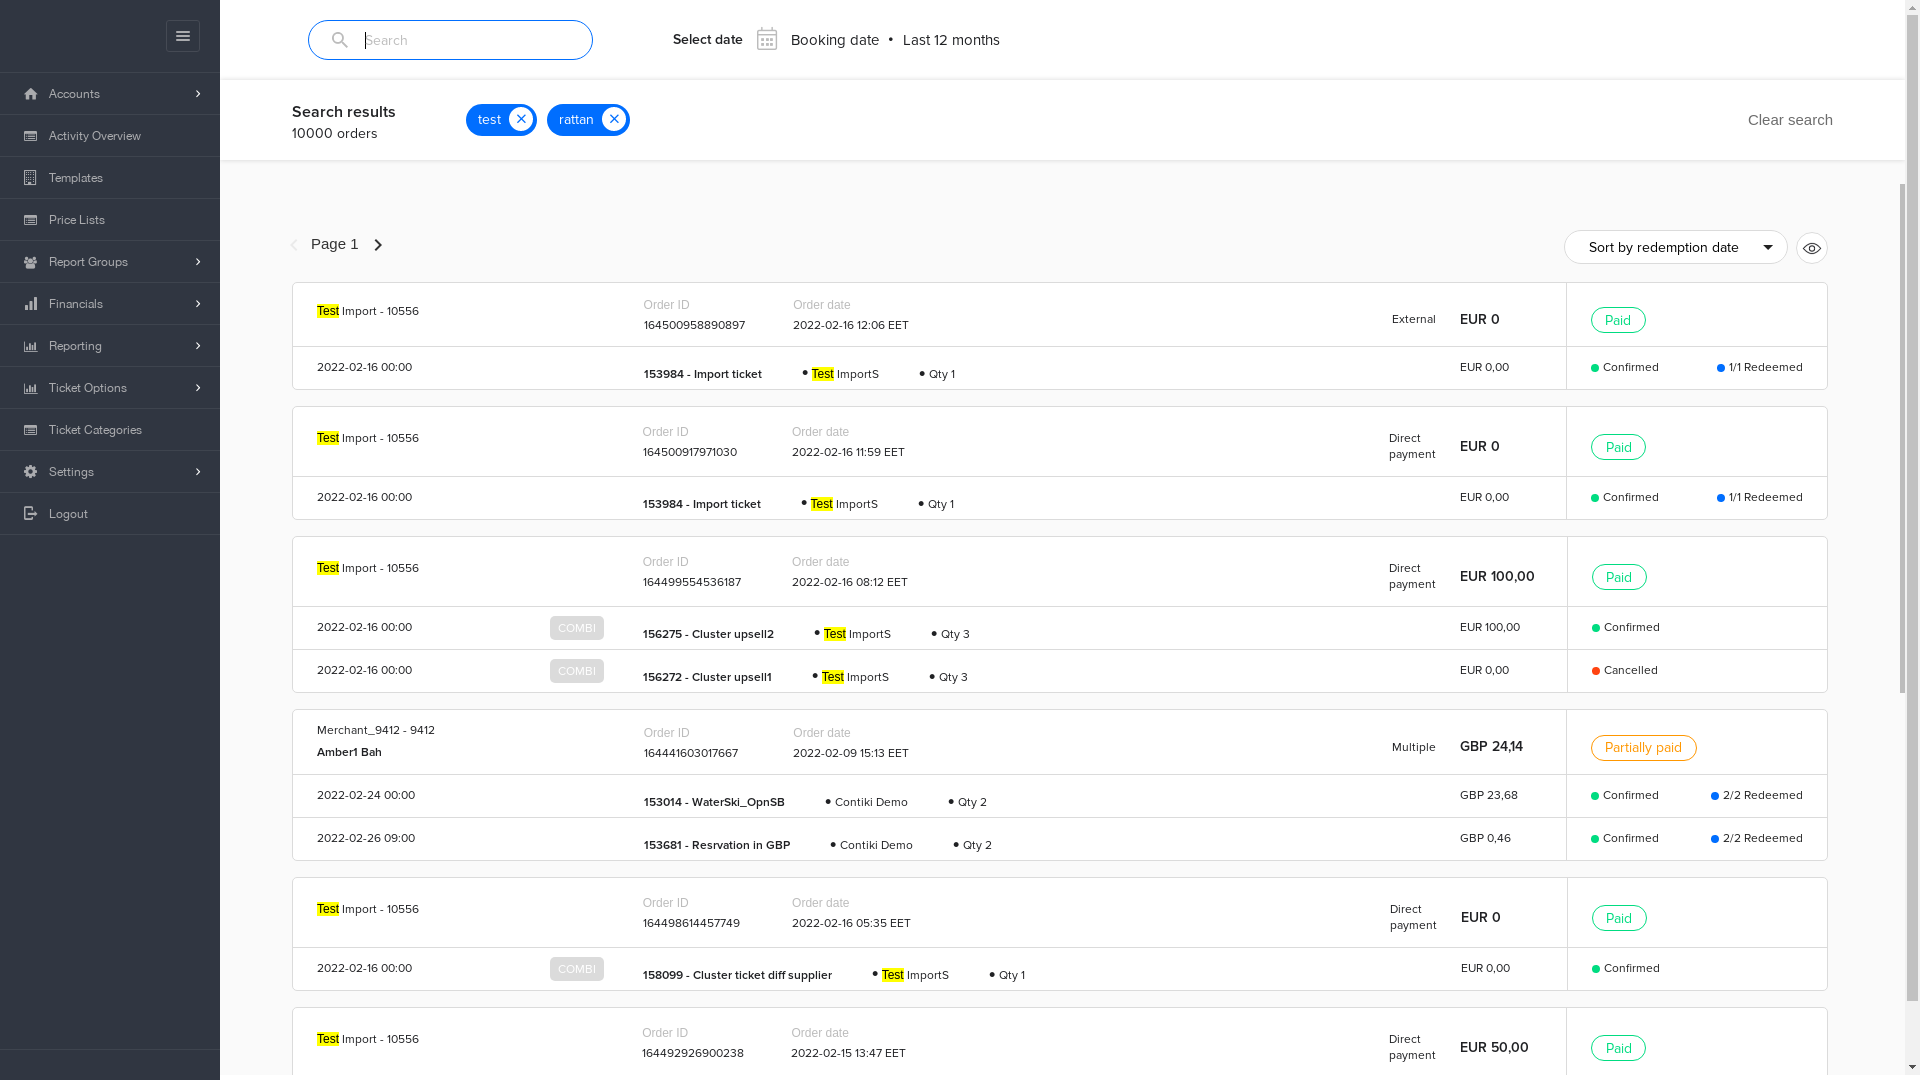 Search
Select date
Booking date • Last 12 months
Accounts
Activity Overview
Templates
Price Lists
Report Groups
Financials
Reporting
Ticket Options
Ticket Categories
Settings
Logout
Search results
10000 orders
test
rattan
Clear search
Page 1
Sort by redemption date
Test Import - 10556
Order ID
164500958890897
Order date
2022-02-16 12:06 EET
External
EUR 0
Paid
2022-02-16 00:00
153984 - Import ticket
• Test ImportS
• Qty 1
EUR 0,00
Confirmed
1/1 Redeemed
Test Import - 10556
Order ID
164500917971030
Order date
2022-02-16 11:59 EET
Direct
payment
EUR 0
Paid
2022-02-16 00:00
153984 - Import ticket
• Test ImportS
• Qty 1
EUR 0,00
Confirmed
1/1 Redeemed
Test Import - 10556
Order ID
164499554536187
Order date
2022-02-16 08:12 EET
Direct
payment
EUR 100,00
Paid
2022-02-16 00:00
COMBI
156275 - Cluster upsell2
• Test ImportS
• Qty 3
EUR 100,00
Confirmed
2022-02-16 00:00
COMBI
156272 - Cluster upsell1
• Test ImportS
• Qty 3
EUR 0,00
Cancelled
Merchant_9412 - 9412
Amber1 Bah
Order ID
164441603017667
Order date
2022-02-09 15:13 EET
Multiple
GBP 24,14
Partially paid
2022-02-24 00:00
153014 - WaterSki_OpnSB
• Contiki Demo
• Qty 2
GBP 23,68
Confirmed
2/2 Redeemed
2022-02-26 09:00
153681 - Resrvation in GBP
• Contiki Demo
• Qty 2
GBP 0,46
Confirmed
2/2 Redeemed
Test Import - 10556
Order ID
164498614457749
Order date
2022-02-16 05:35 EET
Direct
payment
EUR 0
Paid
2022-02-16 00:00
COMBI
158099 - Cluster ticket diff supplier
• Test ImportS
• Qty 1
EUR 0,00
Confirmed
Test Import - 10556
Order ID
164492926900238
Order date
2022-02-15 13:47 EET
Direct
payment
EUR 50,00
Paid